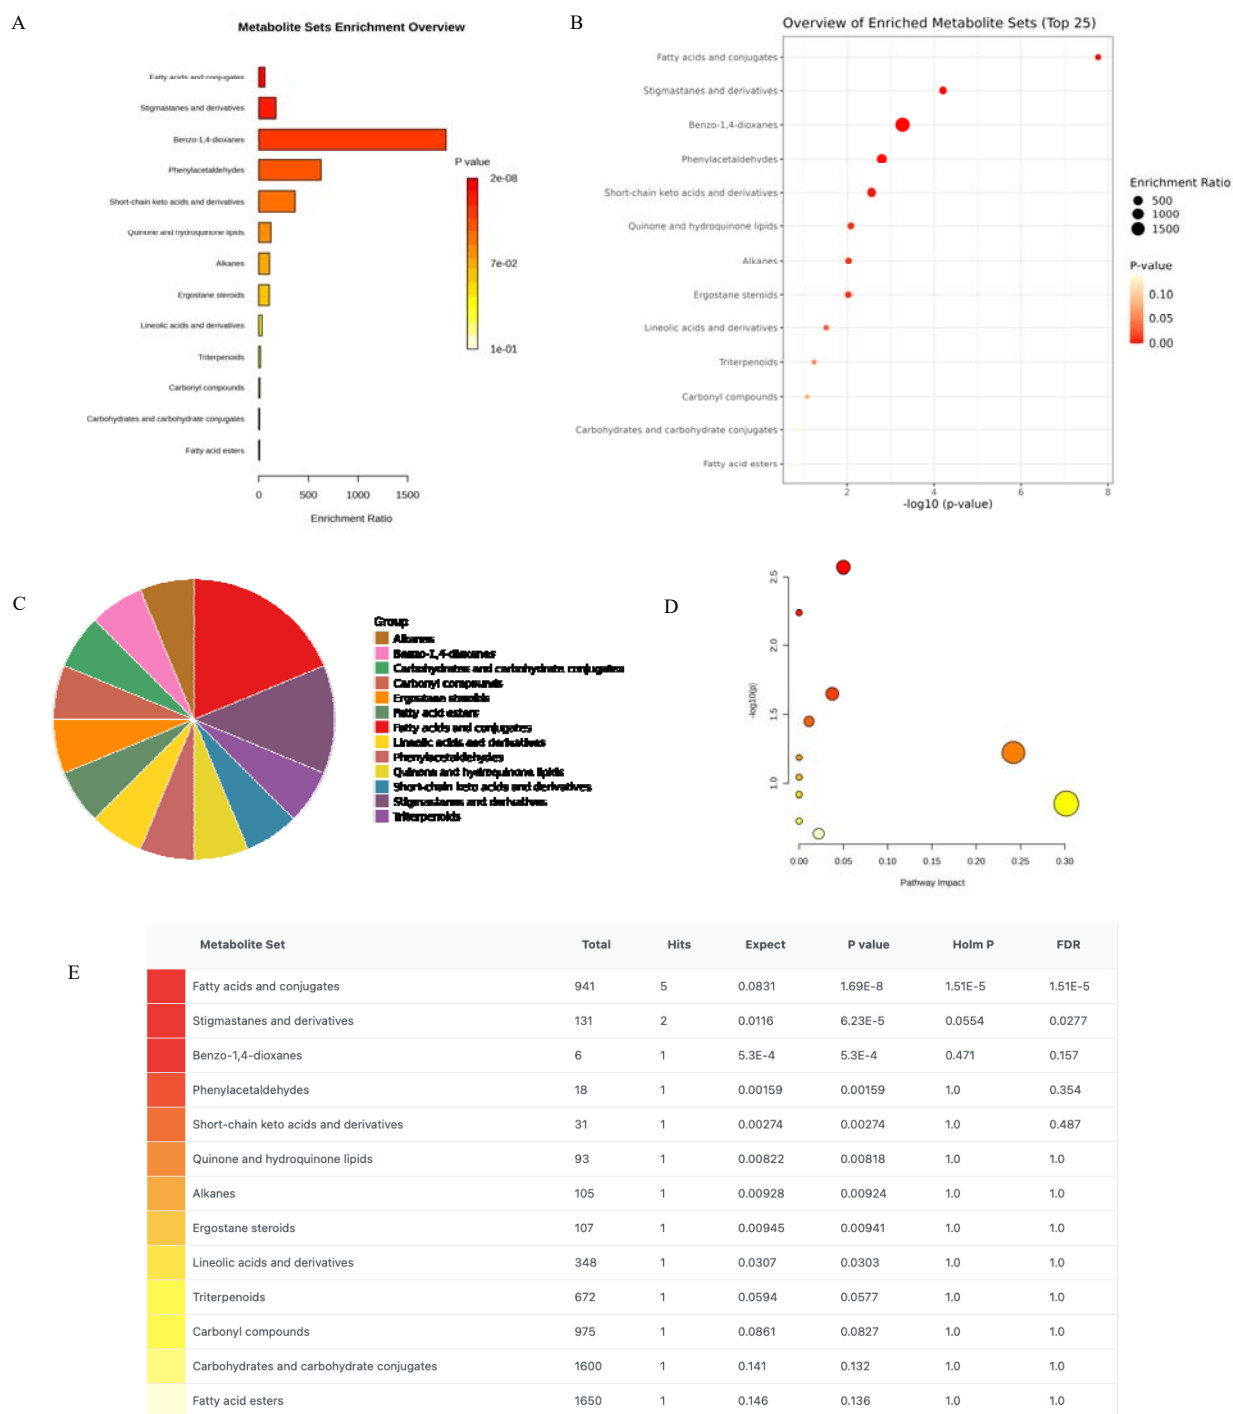 A
Metabolite Sets Enrichment Overview
Fatty acids and conjugates
Stigmastanes and derivatives
Benzo-1,4-dioxanes
Phenylacetaldehydes
Short-chain keto acids and derivatives
Quinone and hydroquinone lipids
Alkanes
Ergostane steroids
Lineolic acids and derivatives
Triterpenoids
Carbonyl compounds
Carbohydrates and carbohydrate conjugates
Fatty acid esters
0 500 1000 1500
Enrichment Ratio
P value
2e-08
7e-02
1e-01
B
Overview of Enriched Metabolite Sets (Top 25)
Fatty acids and conjugates
Stigmastanes and derivatives
Benzo-1,4-dioxanes
Phenylacetaldehydes
Short-chain keto acids and derivatives
Quinone and hydroquinone lipids
Alkanes
Ergostane steroids
Lineolic acids and derivatives
Triterpenoids
Carbonyl compounds
Carbohydrates and carbohydrate conjugates
Fatty acid esters
2 4 6 8
-log10 (p-value)
Enrichment Ratio
500
1000
1500
P-value
0.10
0.05
0.00
C
Group
Alkanes
Benzo-1,4-dioxanes
Carbohydrates and carbohydrate conjugates
Carbonyl compounds
Ergostane steroids
Fatty acid esters
Fatty acids and conjugates
Lineolic acids and derivatives
Phenylacetaldehydes
Quinone and hydroquinone lipids
Short-chain keto acids and derivatives
Stigmastanes and derivatives
Triterpenoids
D
-log10(p)
2.5
2.0
1.5
1.0
0.00 0.05 0.10 0.15 0.20 0.25 0.30
Pathway Impact
E
Metabolite Set Total Hits Expect P value Holm P FDR
Fatty acids and conjugates 941 5 0.0831 1.69E-8 1.51E-5 1.51E-5
Stigmastanes and derivatives 131 2 0.0116 6.23E-5 0.0554 0.0277
Benzo-1,4-dioxanes 6 1 5.3E-4 5.3E-4 0.471 0.157
Phenylacetaldehydes 18 1 0.00159 0.00159 1.0 0.354
Short-chain keto acids and derivatives 31 1 0.00274 0.00274 1.0 0.487
Quinone and hydroquinone lipids 93 1 0.00822 0.00818 1.0 1.0
Alkanes 105 1 0.00928 0.00924 1.0 1.0
Ergostane steroids 107 1 0.00945 0.00941 1.0 1.0
Lineolic acids and derivatives 348 1 0.0307 0.0303 1.0 1.0
Triterpenoids 672 1 0.0594 0.0577 1.0 1.0
Carbonyl compounds 975 1 0.0861 0.0827 1.0 1.0
Carbohydrates and carbohydrate conjugates 1600 1 0.141 0.132 1.0 1.0
Fatty acid esters 1650 1 0.146 0.136 1.0 1.0